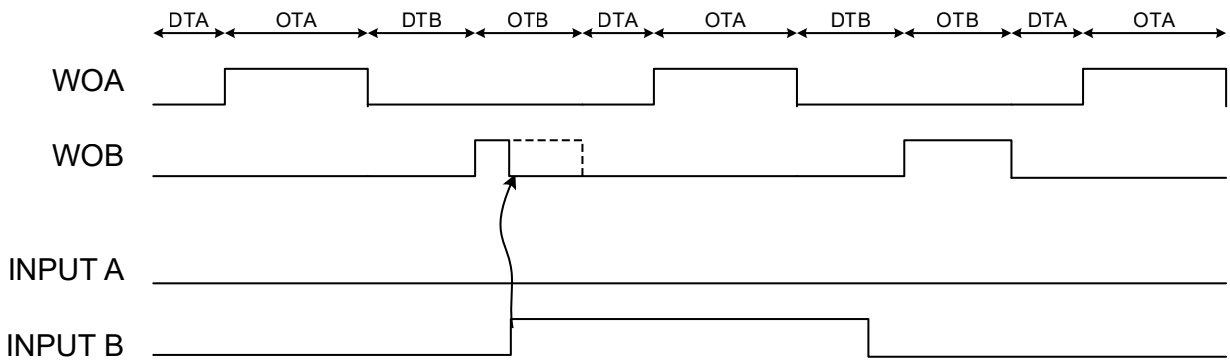 DTA OTA DTB OTB DTA OTA DTB OTB DTA OTA
WOA
WOB
INPUT A
INPUT B